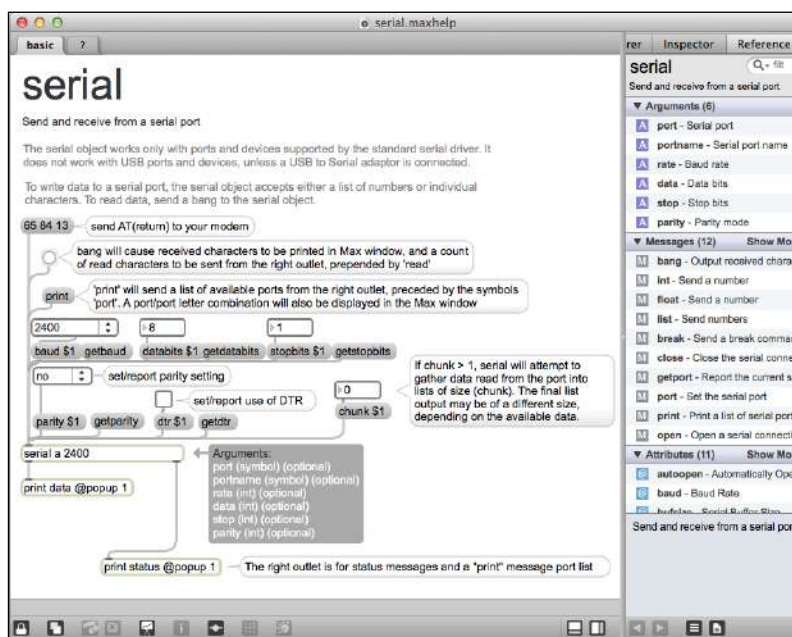 serial.maxhelp
basic
?
serial
Send and receive from a serial port
The serial object works only with ports and devices supported by the standard serial driver. It
does not work with USB ports and devices, unless a USB to Serial adaptor is connected.
To write data to a serial port, the serial object accepts either a list of numbers or individual
characters. To read data, send a bang to the serial object.
65 84 13
send AT(return) to your modem
bang will cause received characters to be printed in Max window, and a count
of read characters to be sent from the right outlet, prepended by 'read'
print
'print' will send a list of available ports from the right outlet, preceded by the symbols
'port'. A port/port letter combination will also be displayed in the Max window
2400
8
1
baud $1
getbaud
databits $1
getdatabits
stopbits $1
getstopbits
no
set/report parity setting
set/report use of DTR
0
If chunk > 1, serial will attempt to
gather data read from the port into
lists of size (chunk). The final list
output may be of a different size,
depending on the available data.
parity $1
getparity
dtr $1
getdtr
chunk $1
serial a 2400
Arguments:
port (symbol) (optional)
portname (symbol) (optional)
rate (int) (optional)
data (int) (optional)
stop (int) (optional)
parity (int) (optional)
print data @popup 1
print status @popup 1
The right outlet is for status messages and a "print" message port list
rer
Inspector
Reference
serial
Send and receive from a serial port
Arguments (6)
A port - Serial port
A portname - Serial port name
A rate - Baud rate
A data - Data bits
A stop - Stop bits
A parity - Parity mode
Messages (12) Show Mo
M bang - Output received chara
M int - Send a number
M float - Send a number
M list - Send numbers
M break - Send a break comma
M close - Close the serial conne
M getport - Report the current s
M port - Set the serial port
M print - Print a list of serial port
M open - Open a serial connecti
Attributes (11) Show Mo
autoopen - Automatically Ope
baud - Baud Rate
Send and receive from a serial por